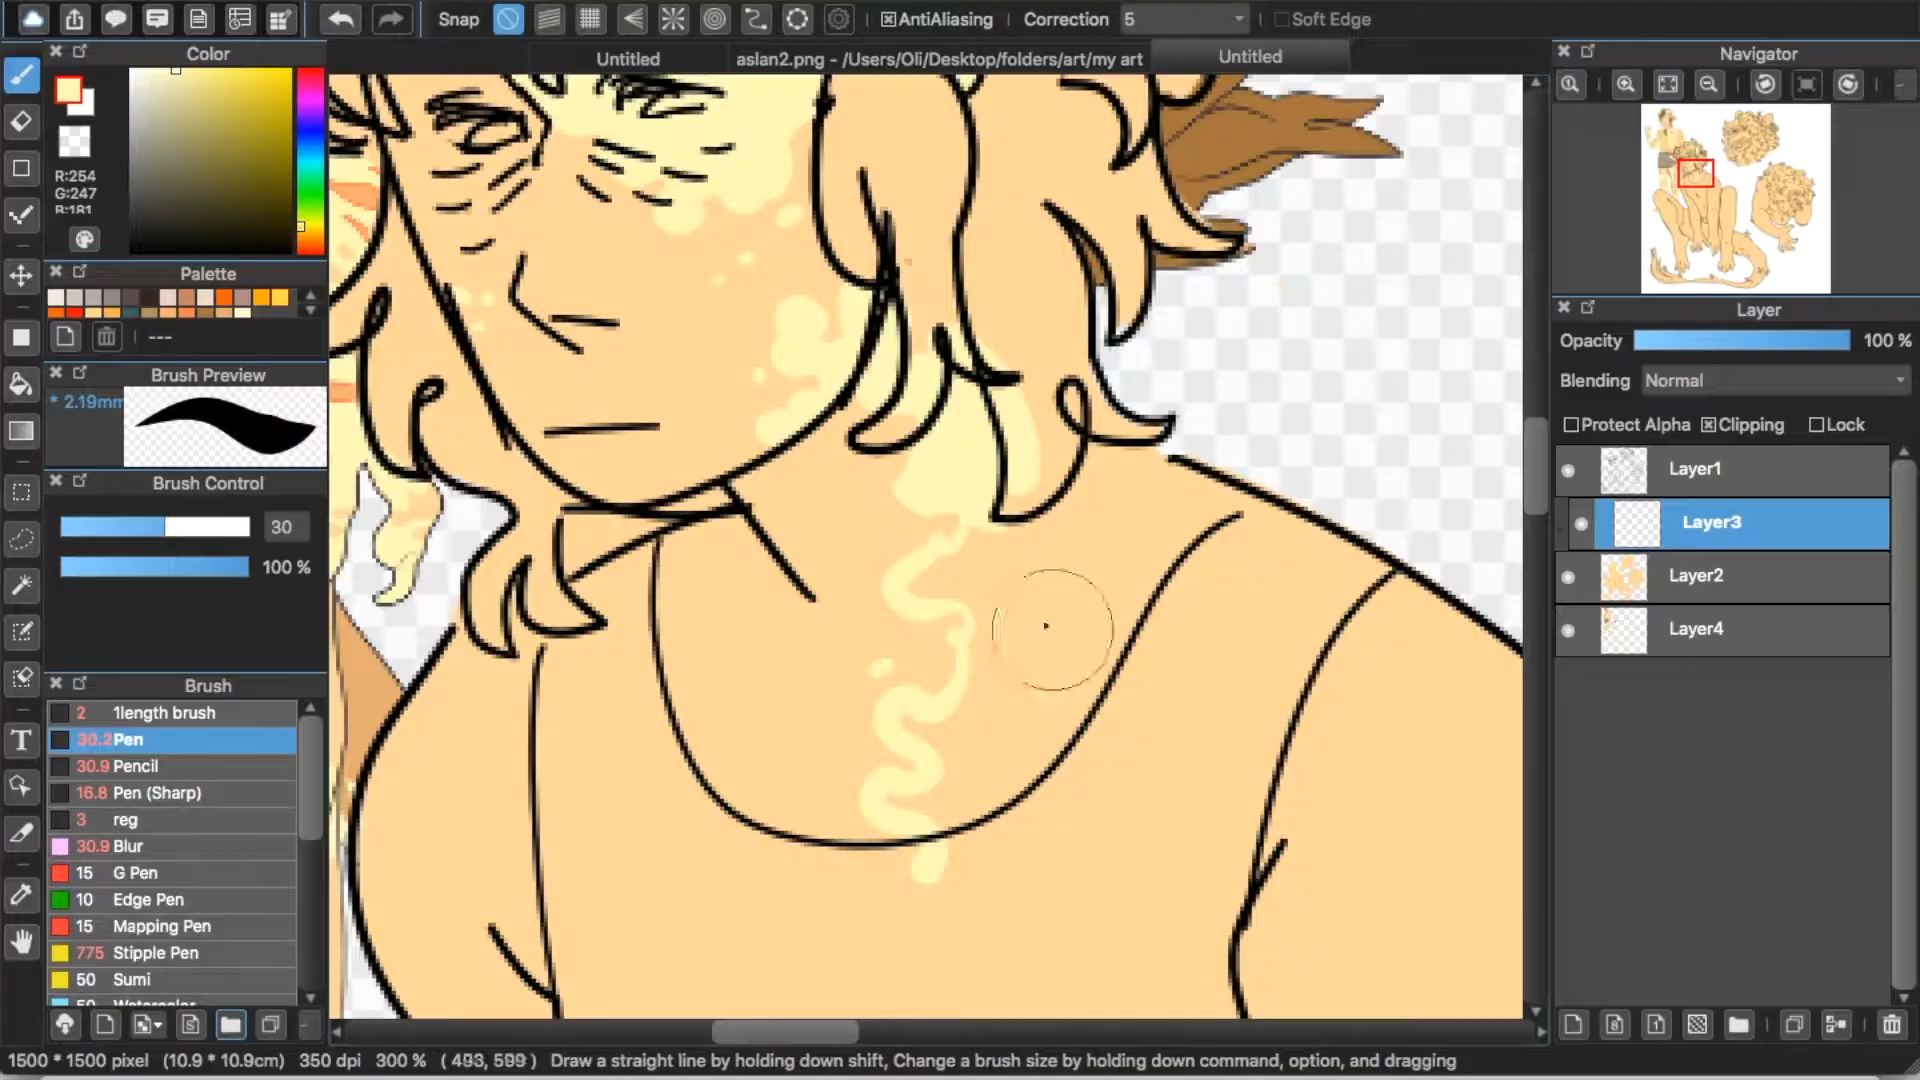 Snap AntiAliasing Correction 5 Soft Edge
Untitled aslan2.png - /Users/Oli/Desktop/folders/art/my art Untitled
Color
R:254
G:247
B:181
Palette
---
Brush Preview
* 2.19mm
Brush Control
30
100 %
Brush
2 1length brush
30.2 Pen
30.9 Pencil
16.8 Pen (Sharp)
3 reg
30.9 Blur
15 G Pen
10 Edge Pen
15 Mapping Pen
775 Stipple Pen
50 Sumi
50 Watercolor
Navigator
Layer
Opacity 100 %
Blending Normal
Protect Alpha Clipping Lock
Layer1
Layer3
Layer2
Layer4
T
1500 * 1500 pixel (10.9 * 10.9cm) 350 dpi 300 % ( 493, 599 ) Draw a straight line by holding down shift, Change a brush size by holding down command, option, and dragging